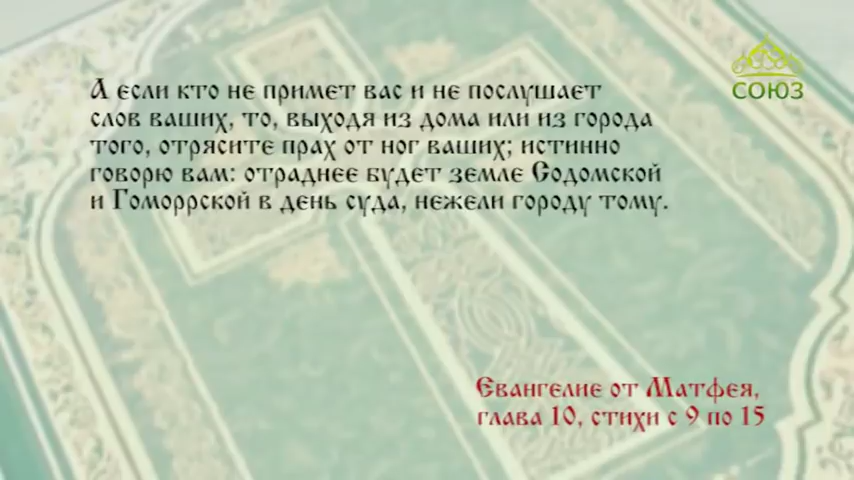 СОЮЗ
А если кто не примет вас и не послушает
слов ваших, то, выходя из дома или из города
того, отрясите прах от ног ваших; истинно
говорю вам: отраднее будет земле Содомской
и Гоморрской в день суда, нежели городу тому.
Евангелие от Матфея,
глава 10, стихи с 9 по 15